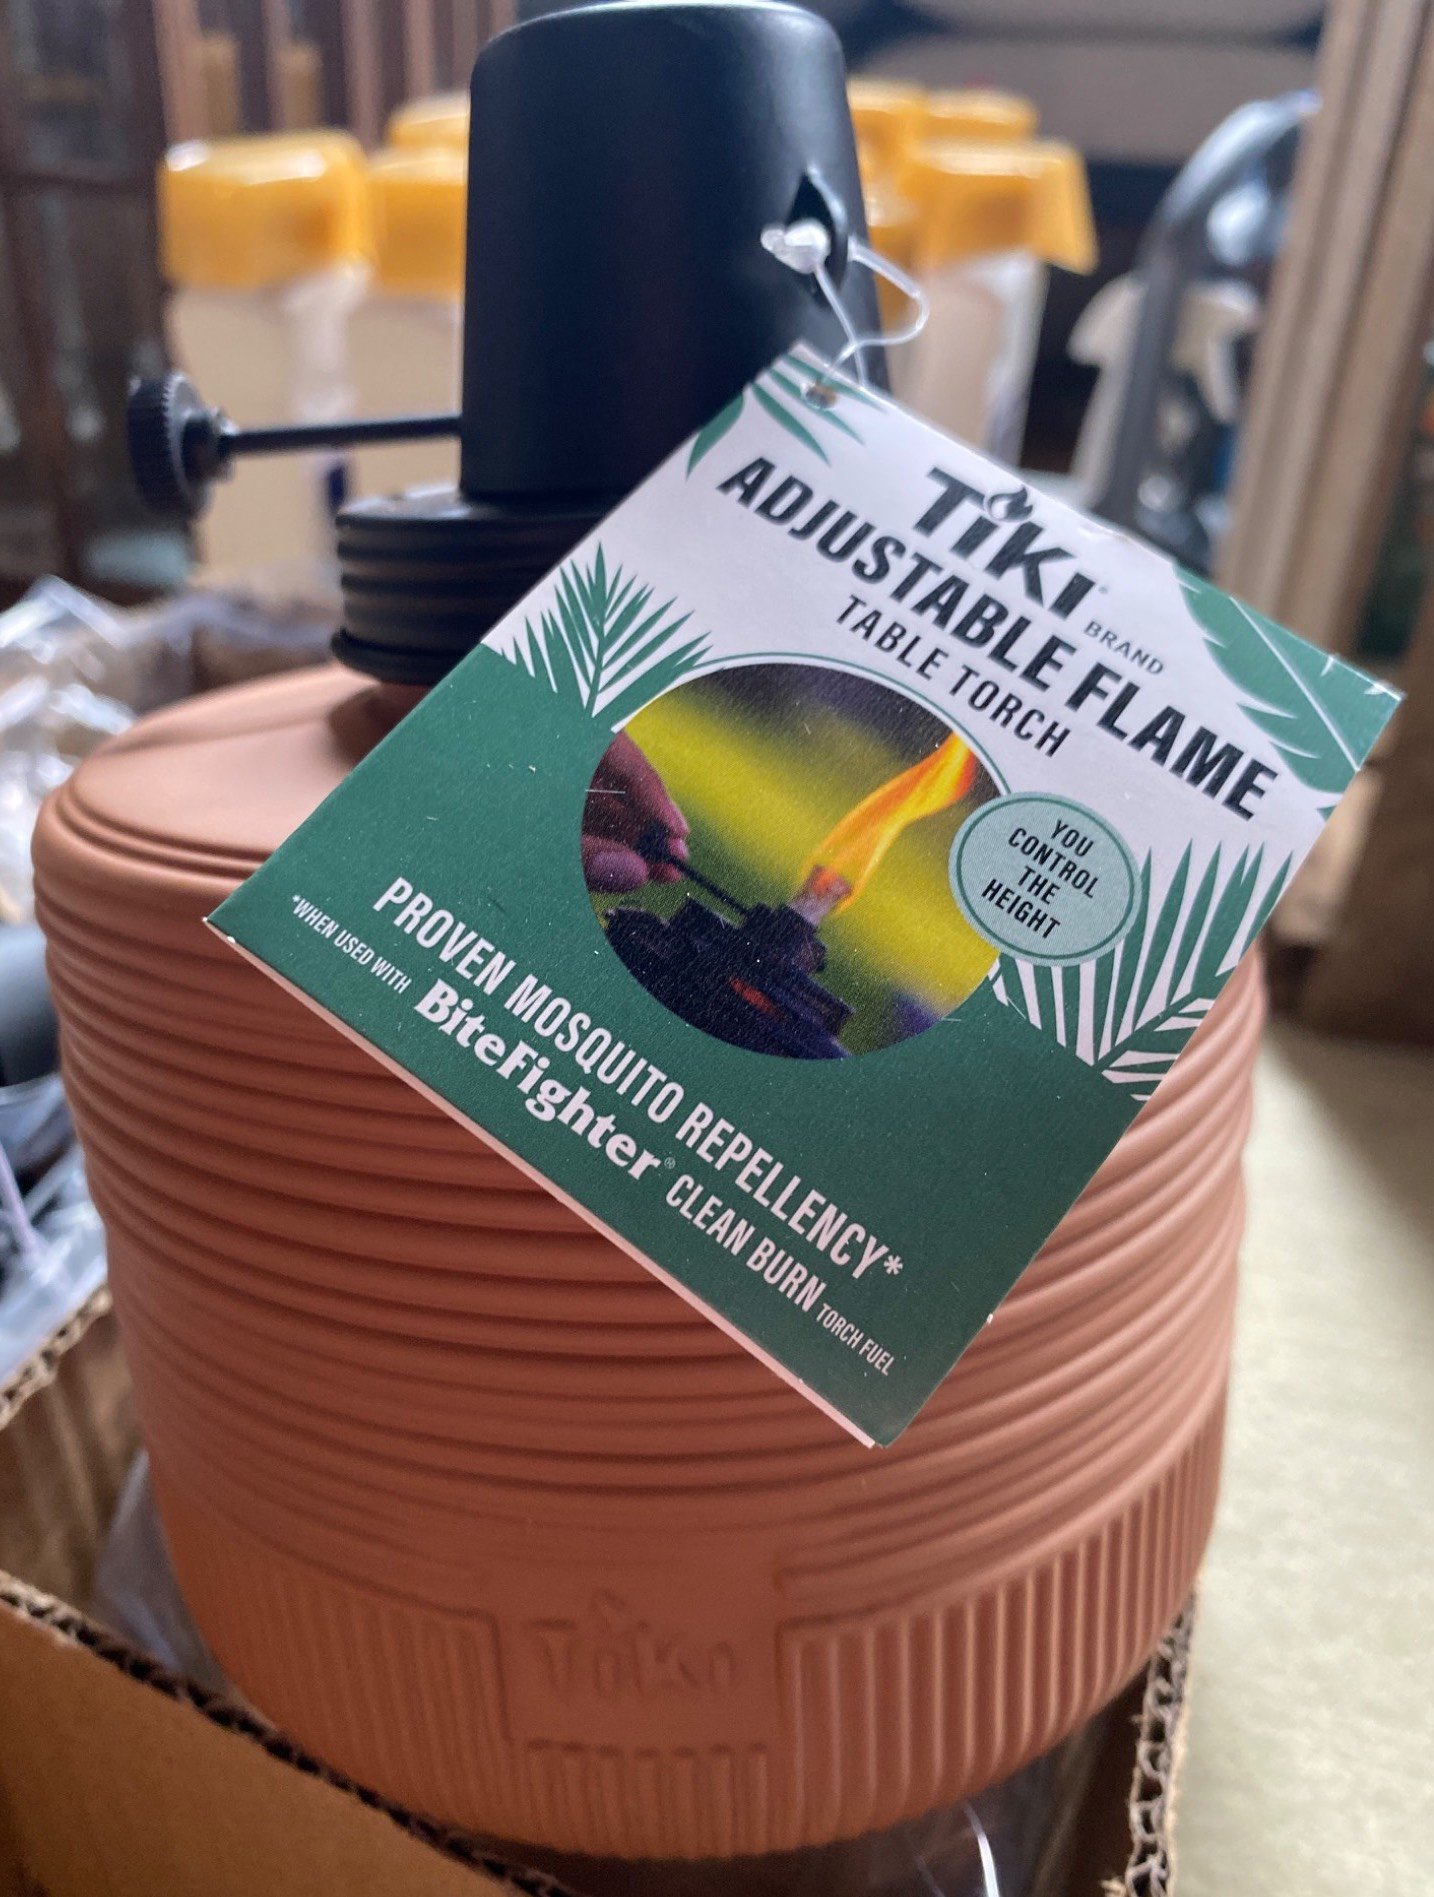 TiKi®
BRAND
ADJUSTABLE FLAME
TABLE TORCH
YOU
CONTROL
THE
HEIGHT
PROVEN MOSQUITO REPELLENCY*
*WHEN USED WITH BiteFighter® CLEAN BURN TORCH FUEL
TiKi